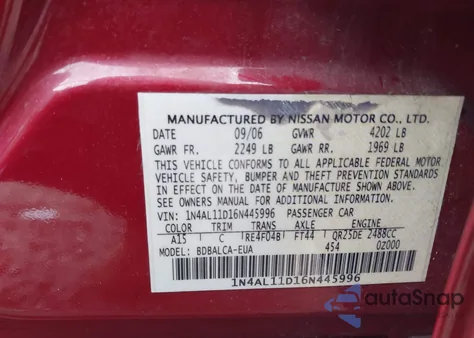 MANUFACTURED BY NISSAN MOTOR CO., LTD.
DATE 09/06 GVWR 4202 LB
GAWR FR. 2249 LB GAWR RR. 1969 LB
THIS VEHICLE CONFORMS TO ALL APPLICABLE FEDERAL MOTOR
VEHICLE SAFETY, BUMPER AND THEFT PREVENTION STANDARDS
IN EFFECT ON THE DATE OF MANUFACTURE SHOWN ABOVE.
SEE OWNERS MANUAL FOR ADDITIONAL INFORMATION
VIN: 1N4AL11D16N445996 PASSENGER CAR
COLOR TRIM TRANS AXLE ENGINE
A15 C RE4F04B FT44 QR25DE 2488CC
MODEL: BDBALCA-EUA 454 0Z000
1N4AL11D16N445996
autoSnap